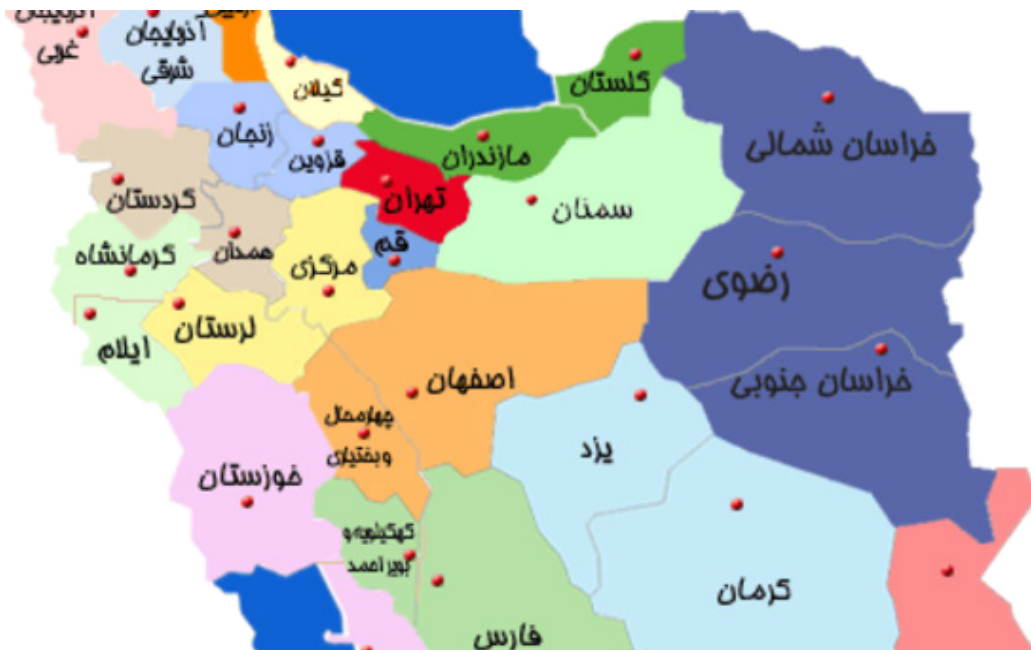 آذربایجان
غربی
آذربایجان
شرقی
گیلان
گلستان
زنجان
قزوین
مازندران
خراسان شمالی
کردستان
تهران
سمنان
کرمانشاه
همدان
مرکزی
قم
رضوی
ایلام
لرستان
اصفهان
خراسان جنوبی
چهارمحال
وبختیاری
یزد
خوزستان
کهکیلویه و
بویراحمد
کرمان
فارس